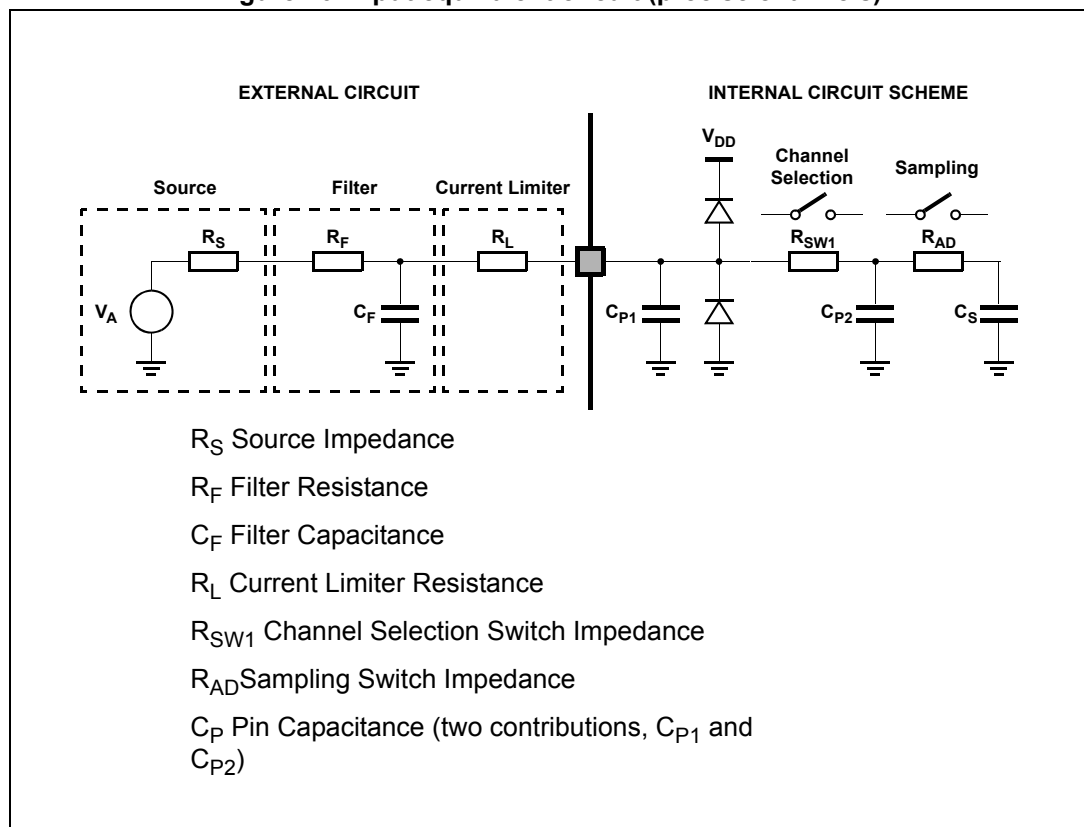 EXTERNAL CIRCUIT
INTERNAL CIRCUIT SCHEME
VDD
Channel
Selection
Sampling
Source
Filter
Current Limiter
RS
RF
RL
RSW1
RAD
VA
CF
CP1
CP2
CS
RS Source Impedance
RF Filter Resistance
CF Filter Capacitance
RL Current Limiter Resistance
RSW1 Channel Selection Switch Impedance
RADSampling Switch Impedance
CP Pin Capacitance (two contributions, CP1 and
CP2)